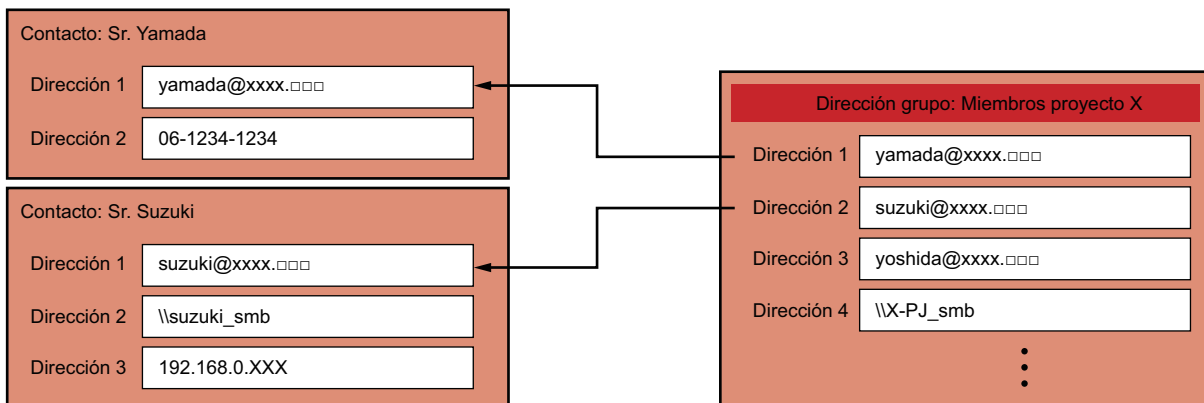 Contacto: Sr. Yamada
Dirección 1 yamada@xxxx.□□□
Dirección 2 06-1234-1234
Contacto: Sr. Suzuki
Dirección 1 suzuki@xxxx.□□□
Dirección 2 \\suzuki_smb
Dirección 3 192.168.0.XXX
Dirección grupo: Miembros proyecto X
Dirección 1 yamada@xxxx.□□□
Dirección 2 suzuki@xxxx.□□□
Dirección 3 yoshida@xxxx.□□□
Dirección 4 \\X-PJ_smb